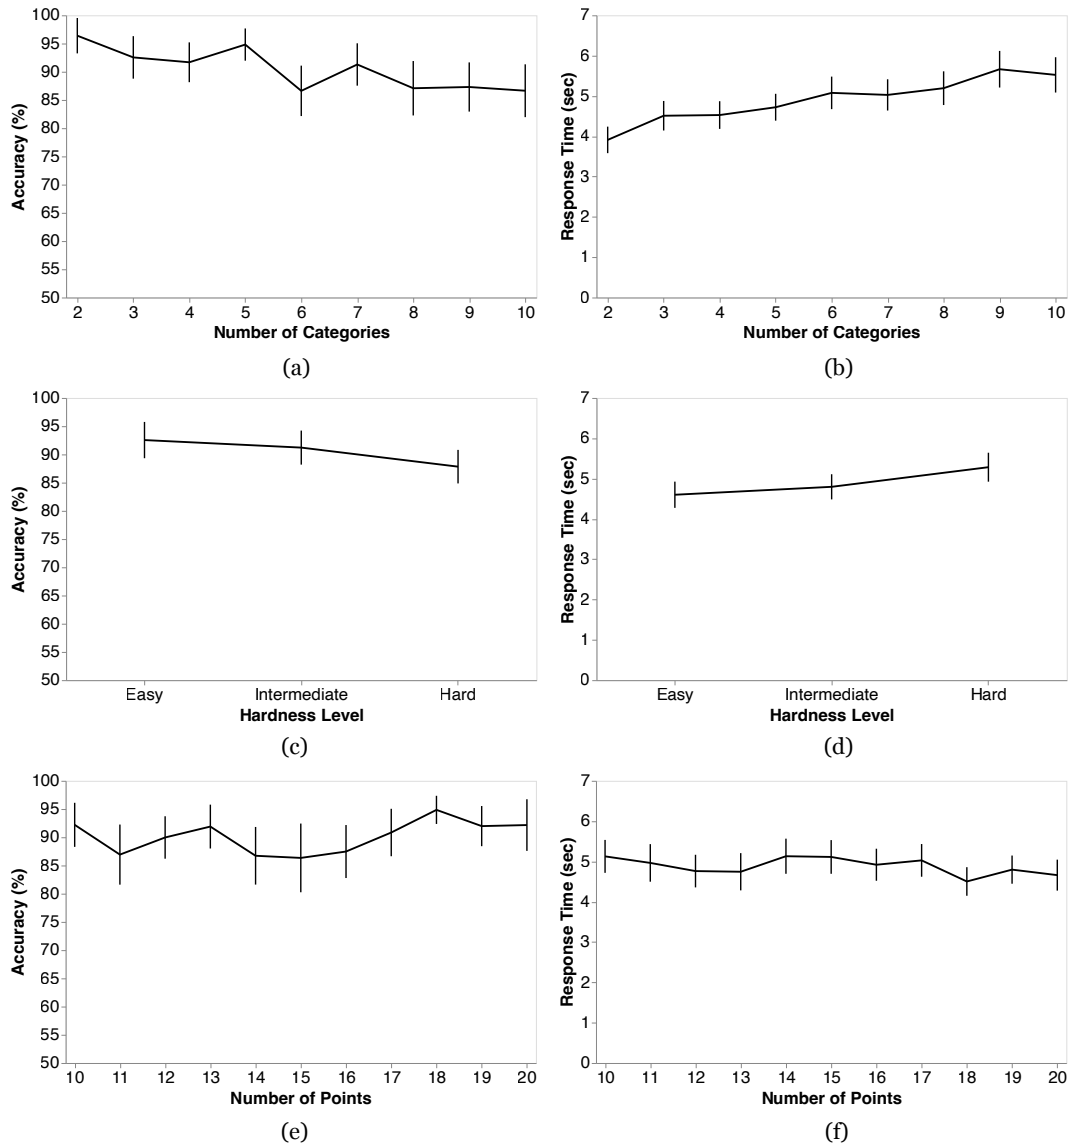 100
95
90
85
80
75
70
65
60
55
50
Accuracy (%)
2 3 4 5 6 7 8 9 10
Number of Categories
(a)
7
6
5
4
3
2
1
0
Response Time (sec)
2 3 4 5 6 7 8 9 10
Number of Categories
(b)
100
95
90
85
80
75
70
65
60
55
50
Accuracy (%)
Easy Intermediate Hard
Hardness Level
(c)
7
6
5
4
3
2
1
0
Response Time (sec)
Easy Intermediate Hard
Hardness Level
(d)
100
95
90
85
80
75
70
65
60
55
50
Accuracy (%)
10 11 12 13 14 15 16 17 18 19 20
Number of Points
(e)
7
6
5
4
3
2
1
0
Response Time (sec)
10 11 12 13 14 15 16 17 18 19 20
Number of Points
(f)